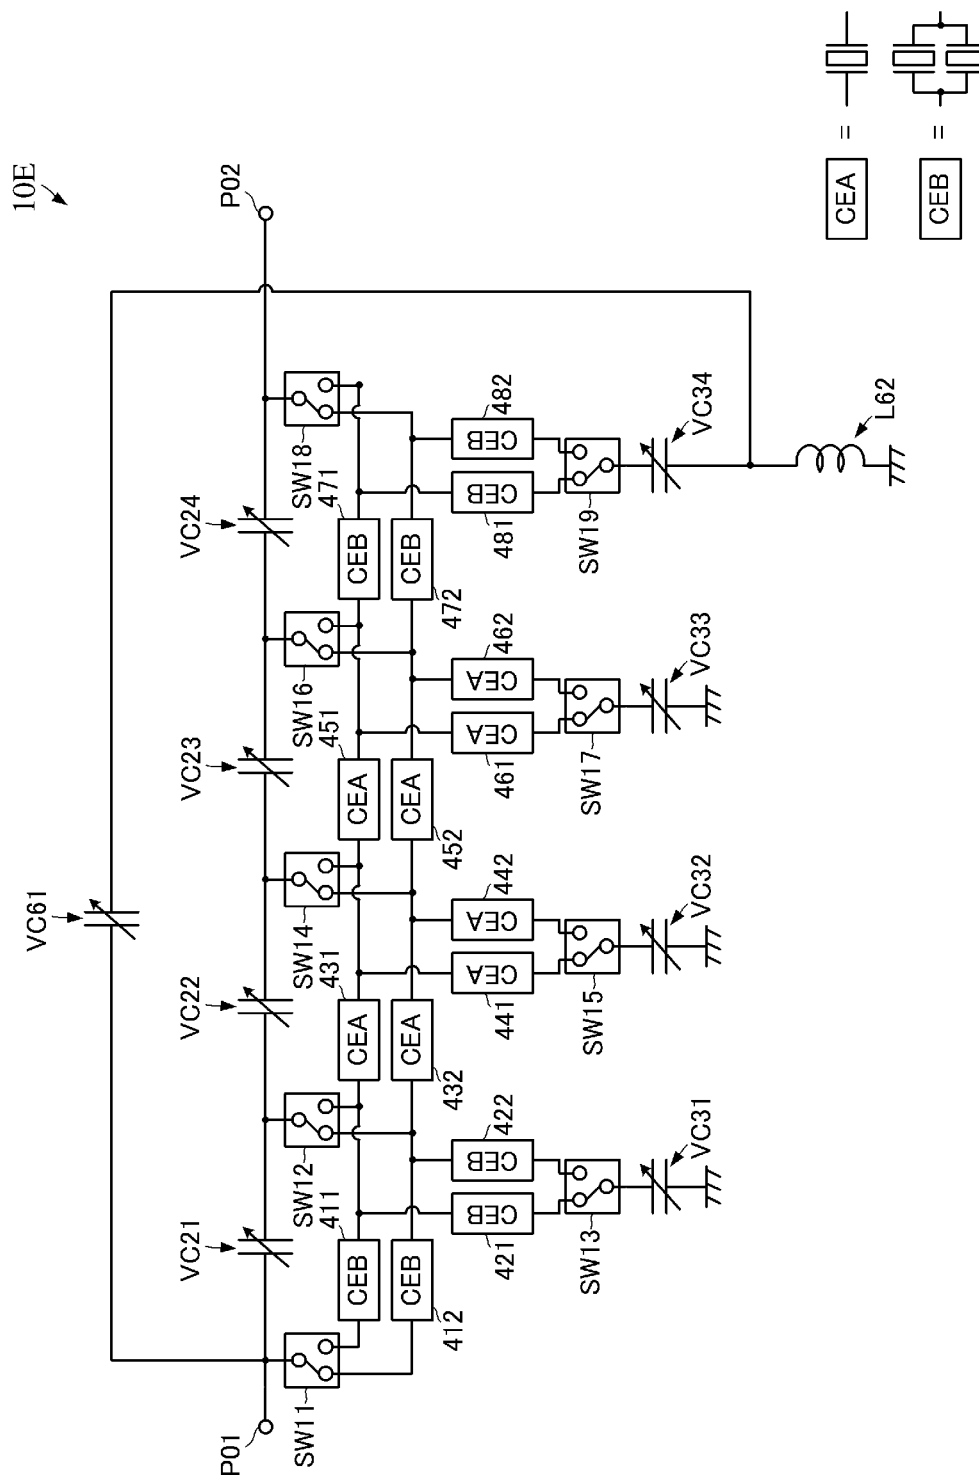 10E
VC61
VC21
VC22
VC23
VC24
P01
P02
SW11
SW12
411
SW14
431
SW16
451
SW18
471
CEB
CEA
CEA
CEB
CEB
CEA
CEA
CEB
412
432
452
472
422
442
462
482
CEB
CEB
CEA
CEA
CEA
CEA
CEB
CEB
421
441
461
481
SW13
SW15
SW17
SW19
VC31
VC32
VC33
VC34
L62
CEA =
CEB =